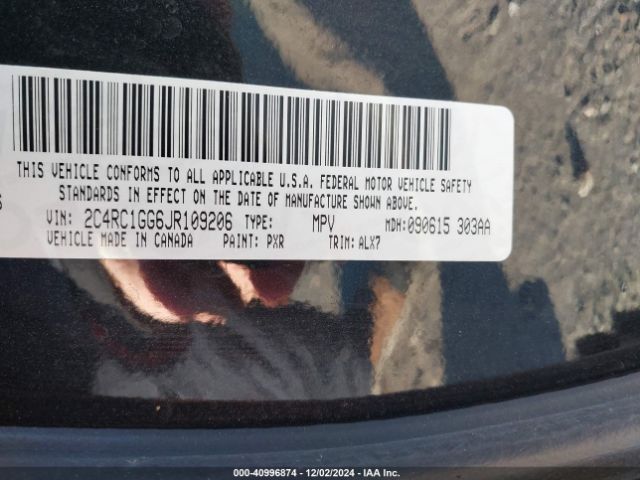 THIS VEHICLE CONFORMS TO ALL APPLICABLE U.S.A. FEDERAL MOTOR VEHICLE SAFETY
STANDARDS IN EFFECT ON THE DATE OF MANUFACTURE SHOWN ABOVE.
VIN: 2C4RC1GG6JR109206 TYPE: MPV MDH:090615 303AA
VEHICLE MADE IN CANADA PAINT: PXR TRIM: ALX7
000-40996874 - 12/02/2024 - IAA Inc.